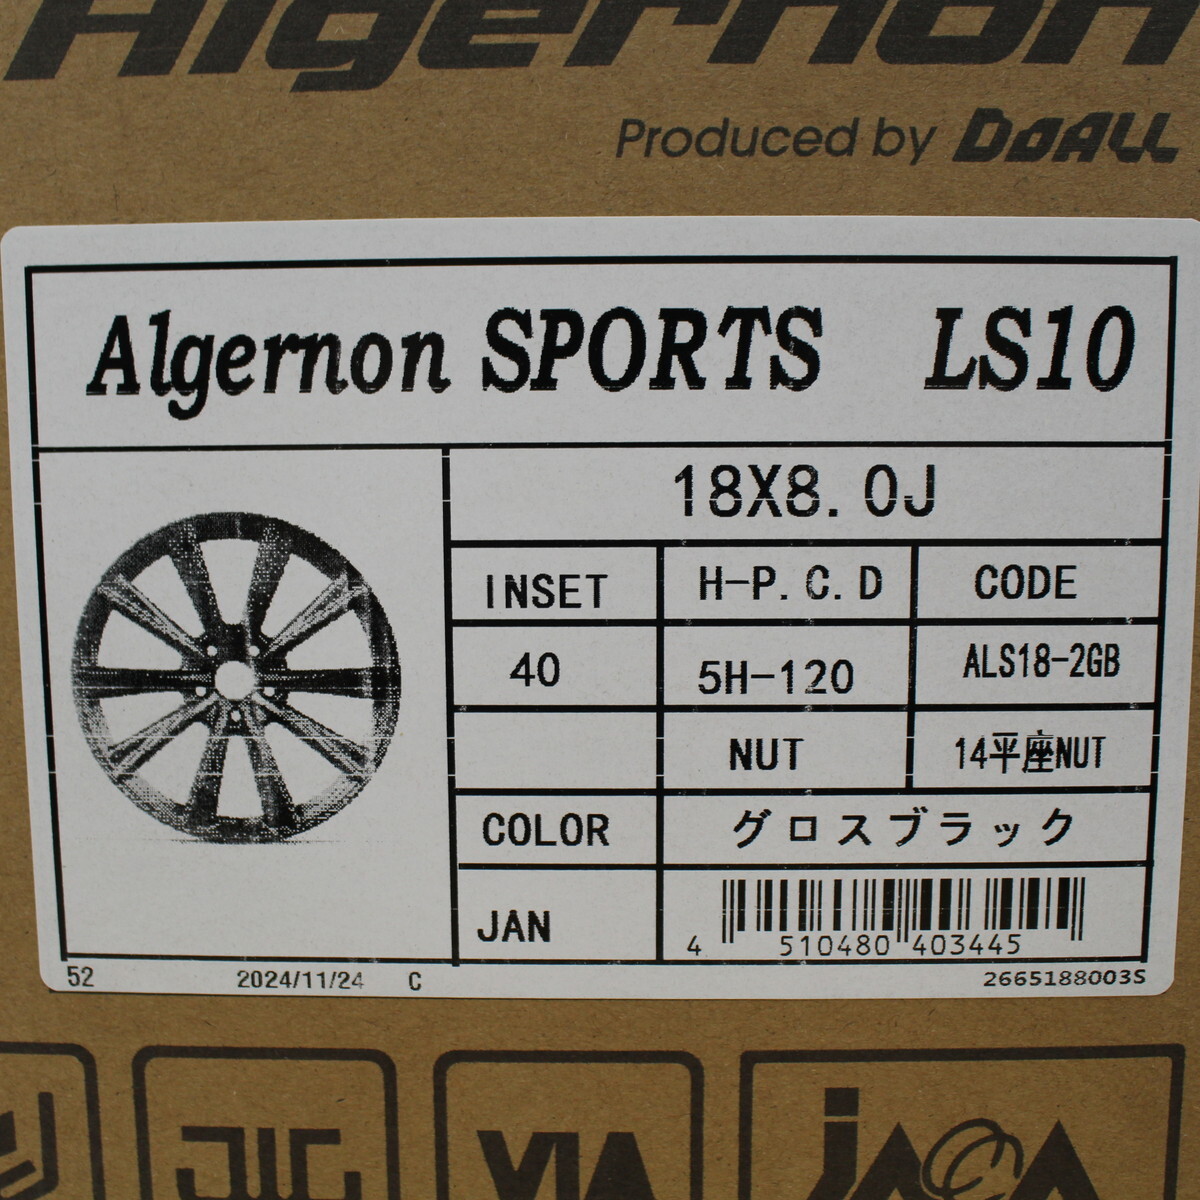 Algernon
Produced by DOALL
Algernon SPORTS LS10
18X8.0J
INSET H-P.C.D CODE
40 5H-120 ALS18-2GB
NUT 14平座NUT
COLOR グロスブラック
JAN
4 510480 403445
52 2024/11/24 C 2665188003S
JWL VIA JAWA